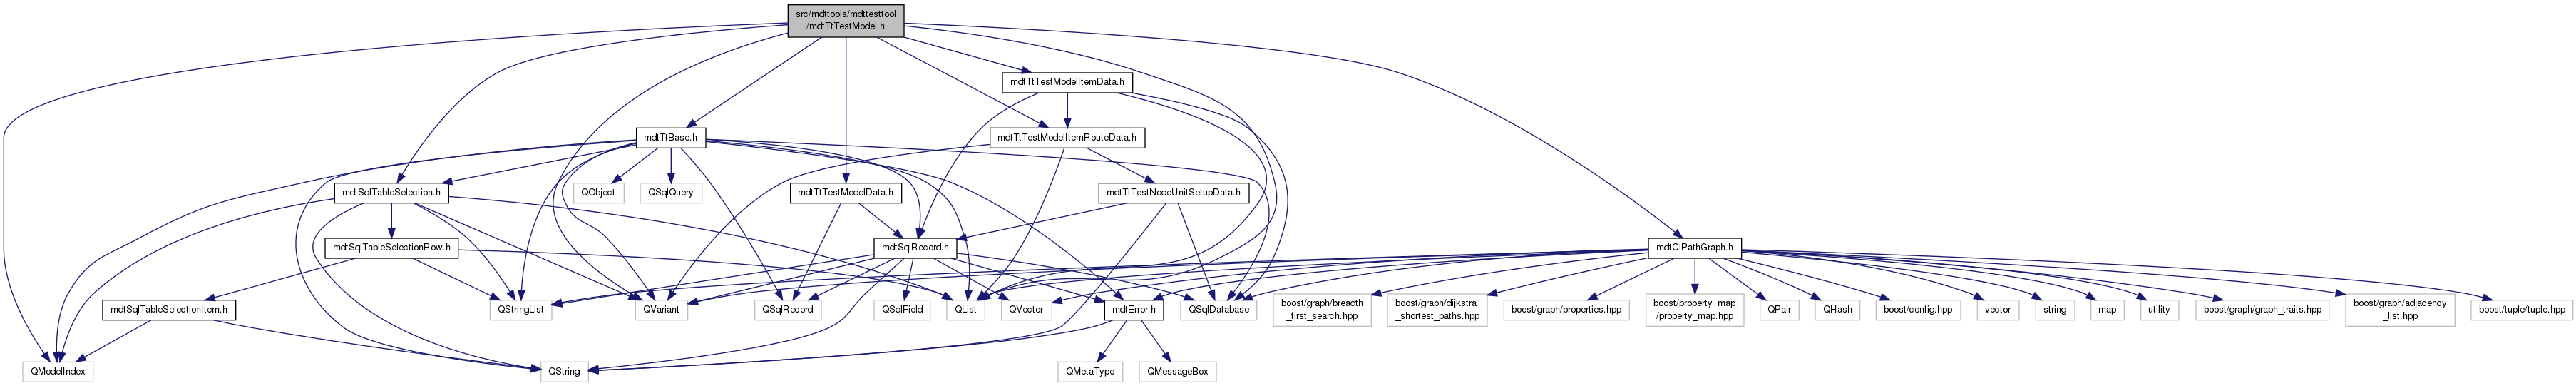 src/mdttools/mdttesttool
/mdtTtTestModel.h
mdtTtTestModelItemData.h
mdtTtBase.h
mdtTtTestModelItemRouteData.h
mdtSqlTableSelection.h
QObject
QSqlQuery
mdtTtTestModelData.h
mdtTtTestNodeUnitSetupData.h
mdtSqlTableSelectionRow.h
mdtSqlRecord.h
mdtClPathGraph.h
mdtSqlTableSelectionItem.h
QStringList
QVariant
QSqlRecord
QSqlField
QList
QVector
mdtError.h
QSqlDatabase
boost/graph/breadth
_first_search.hpp
boost/graph/dijkstra
_shortest_paths.hpp
boost/graph/properties.hpp
boost/property_map
/property_map.hpp
QPair
QHash
boost/config.hpp
vector
string
map
utility
boost/graph/graph_traits.hpp
boost/graph/adjacency
_list.hpp
boost/tuple/tuple.hpp
QModelIndex
QString
QMetaType
QMessageBox